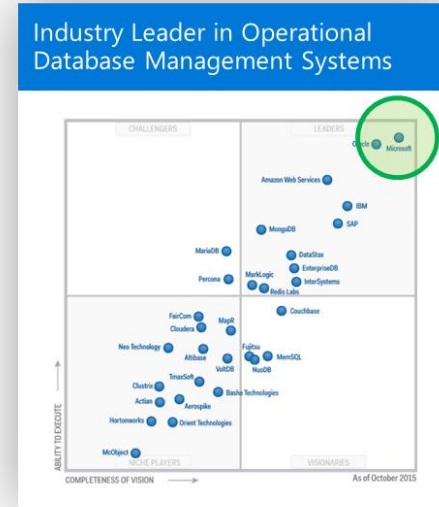 Industry Leader in Operational
Database Management Systems
CHALLENGERS
LEADERS
Oracle
Microsoft
Amazon Web Services
IBM
SAP
MongoDB
MariaDB
DataStax
EnterpriseDB
Percona
MarkLogic
InterSystems
Redis Labs
Couchbase
FairCom
MapR
Cloudera
Neo Technology
Altibase
Fujitsu
MemSQL
VoltDB
NuoDB
TmaxSoft
Clustrix
Basho Technologies
Actian
Aerospike
Hortonworks
Orient Technologies
McObject
NICHE PLAYERS
VISIONARIES
ABILITY TO EXECUTE
COMPLETENESS OF VISION
As of October 2015